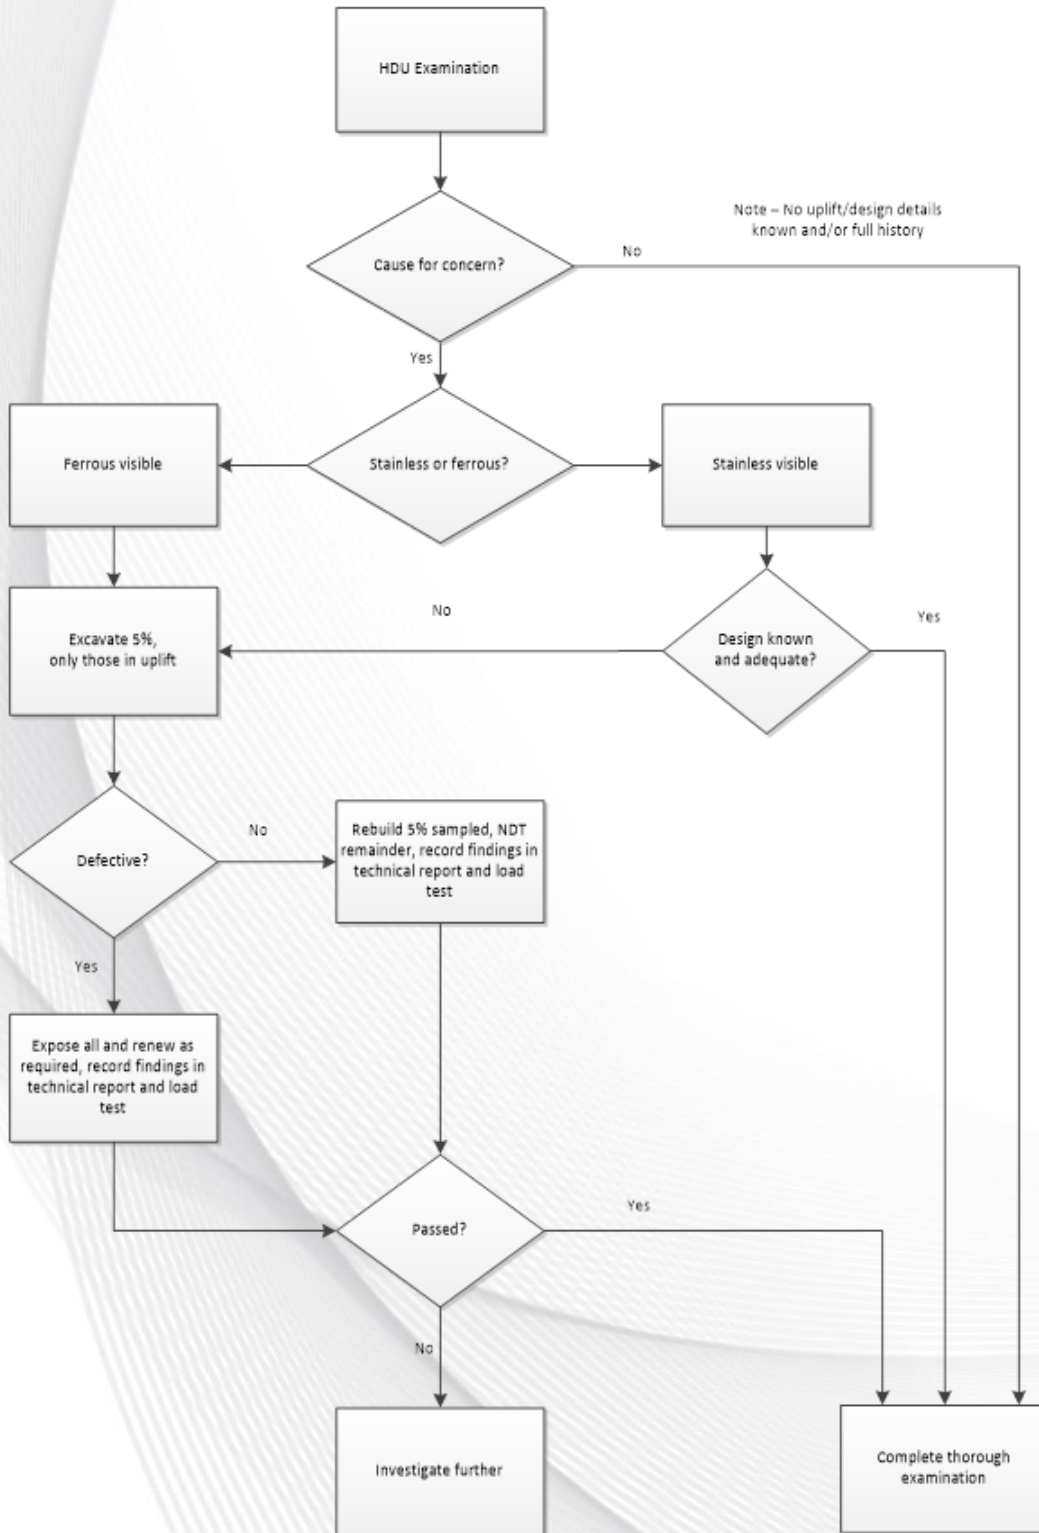 HDU Examination
Note – No uplift/design details
known and/or full history
Cause for concern?
No
Yes
Ferrous visible
Stainless or ferrous?
Stainless visible
No
Yes
Excavate 5%,
only those in uplift
Design known
and adequate?
Defective?
No
Rebuild 5% sampled, NDT
remainder, record findings in
technical report and load
test
Yes
Expose all and renew as
required, record findings in
technical report and load
test
Passed?
Yes
No
Investigate further
Complete thorough
examination